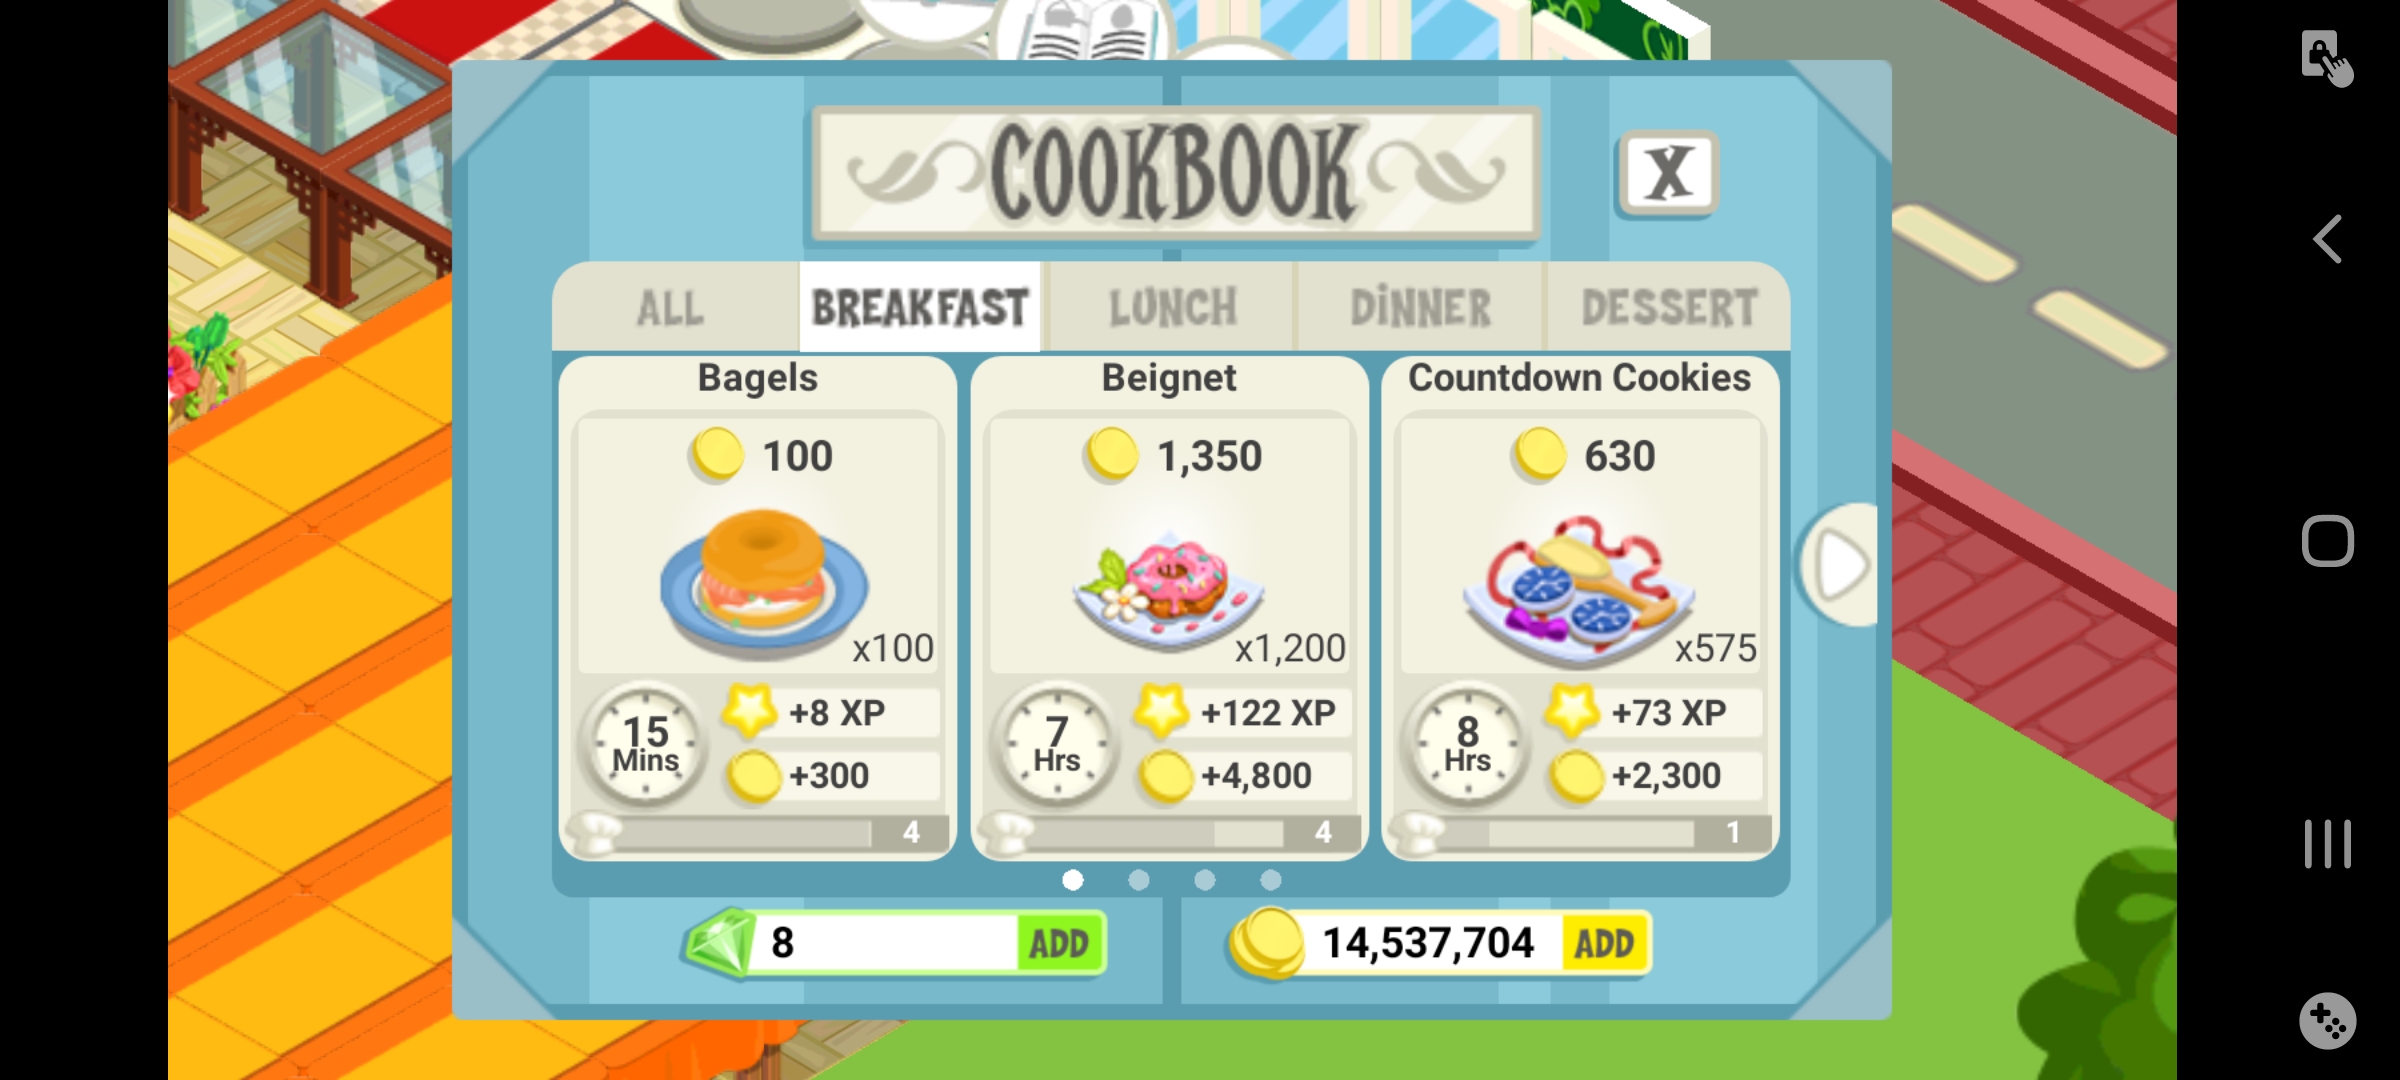 COOKBOOK
X
ALL
BREAKFAST
LUNCH
DINNER
DESSERT
Bagels
100
x100
15
Mins
+8 XP
+300
4
Beignet
1,350
x1,200
7
Hrs
+122 XP
+4,800
4
Countdown Cookies
630
x575
8
Hrs
+73 XP
+2,300
1
8
ADD
14,537,704
ADD